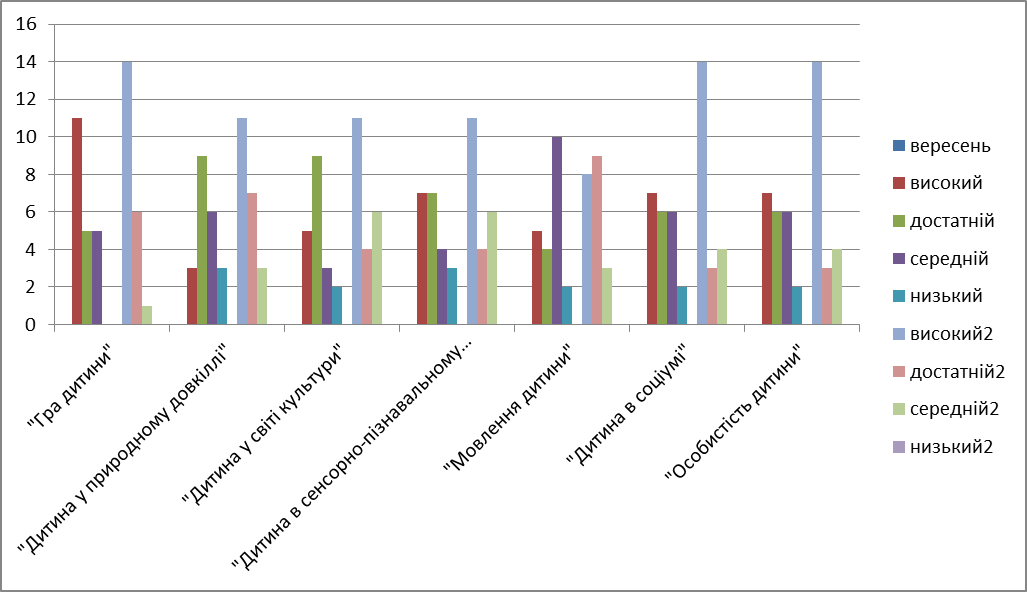 16
14
12
10
8
6
4
2
0
"Гра дитини"
"Дитина у природному довкіллі"
"Дитина у світі культури"
"Дитина в сенсорно-пізнавальному…
"Мовлення дитини"
"Дитина в соціумі"
"Особистість дитини"
вересень
високий
достатній
середній
низький
високий2
достатній2
середній2
низький2